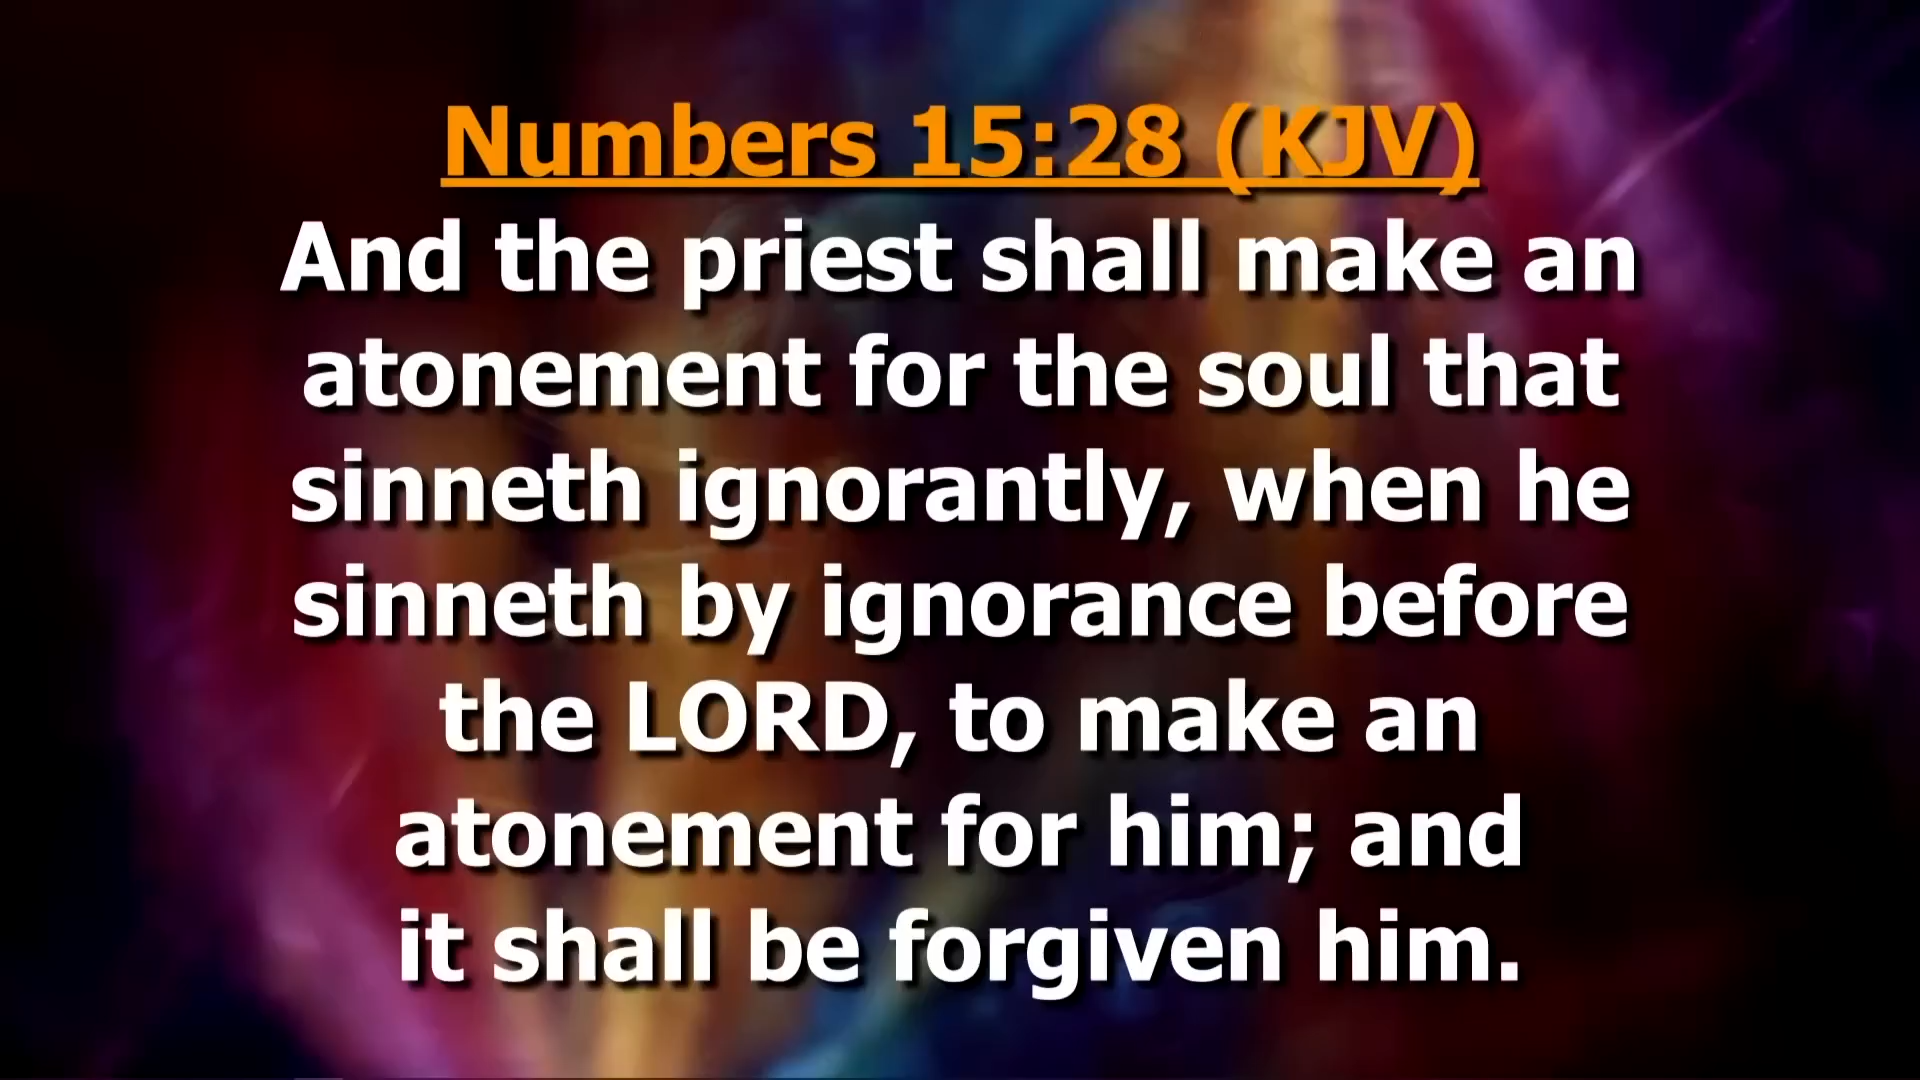 Numbers 15:28 (KJV)
And the priest shall make an
atonement for the soul that
sinneth ignorantly, when he
sinneth by ignorance before
the LORD, to make an
atonement for him; and
it shall be forgiven him.